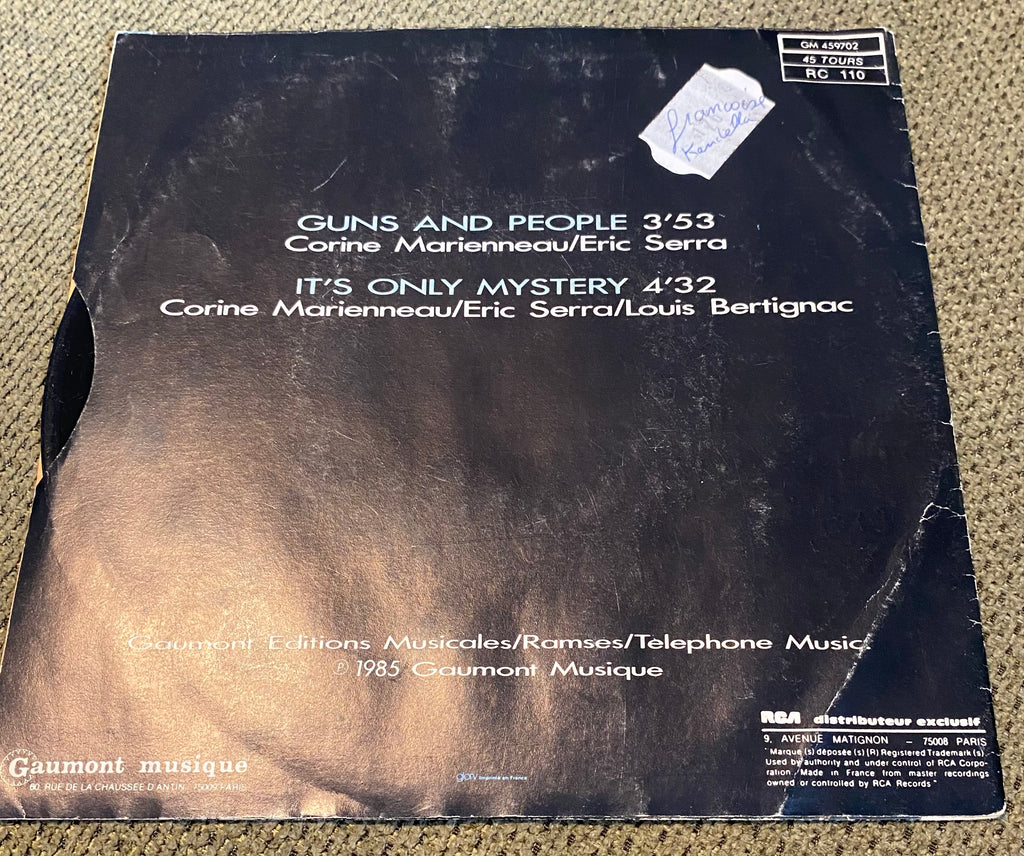 GM 459702
45 TOURS
RC 110
françoise
GUNS AND PEOPLE 3'53
Corine Marienneau/Eric Serra
IT'S ONLY MYSTERY 4'32
Corine Marienneau/Eric Serra/Louis Bertignac
Gaumont Editions Musicales/Ramses/Telephone Music.
℗ 1985 Gaumont Musique
RCA distributeur exclusif
9, AVENUE MATIGNON – 75008 PARIS
"Marque(s) déposée(s) (R) Registered Trademark(s).
Used by authority and under control of RCA Corpo-
ration. Made in France from master recordings
owned or controlled by RCA Records"
Gaumont musique
60, RUE DE LA CHAUSSEE D'ANTIN, 75009 PARIS
glory imprimé en France